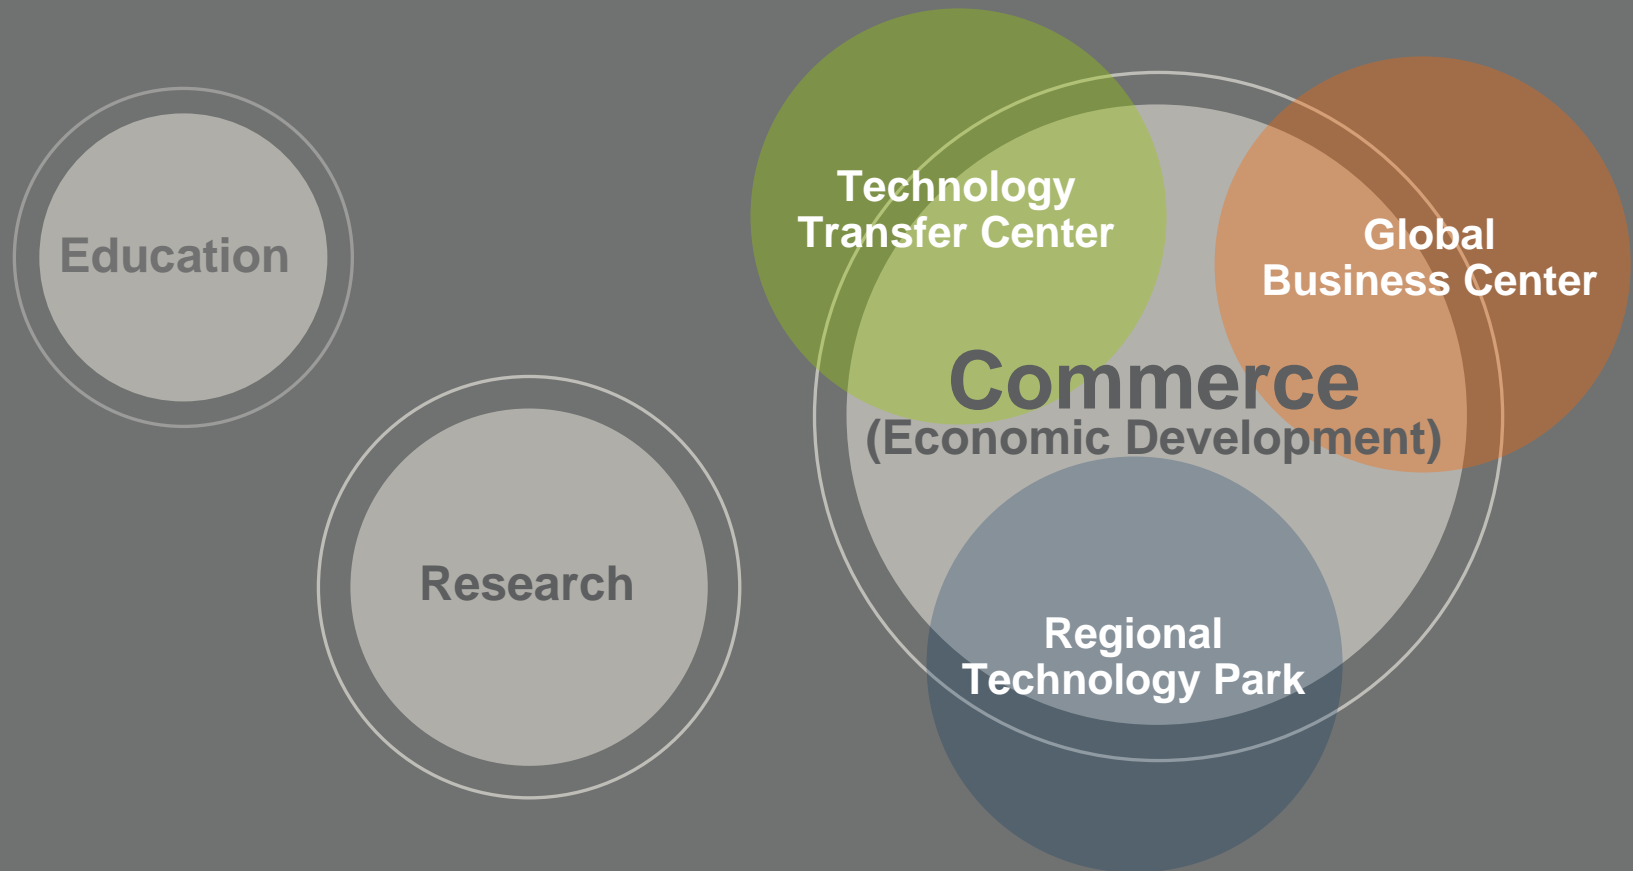 Education
Research
Technology
Transfer Center
Global
Business Center
Commerce
(Economic Development)
Regional
Technology Park